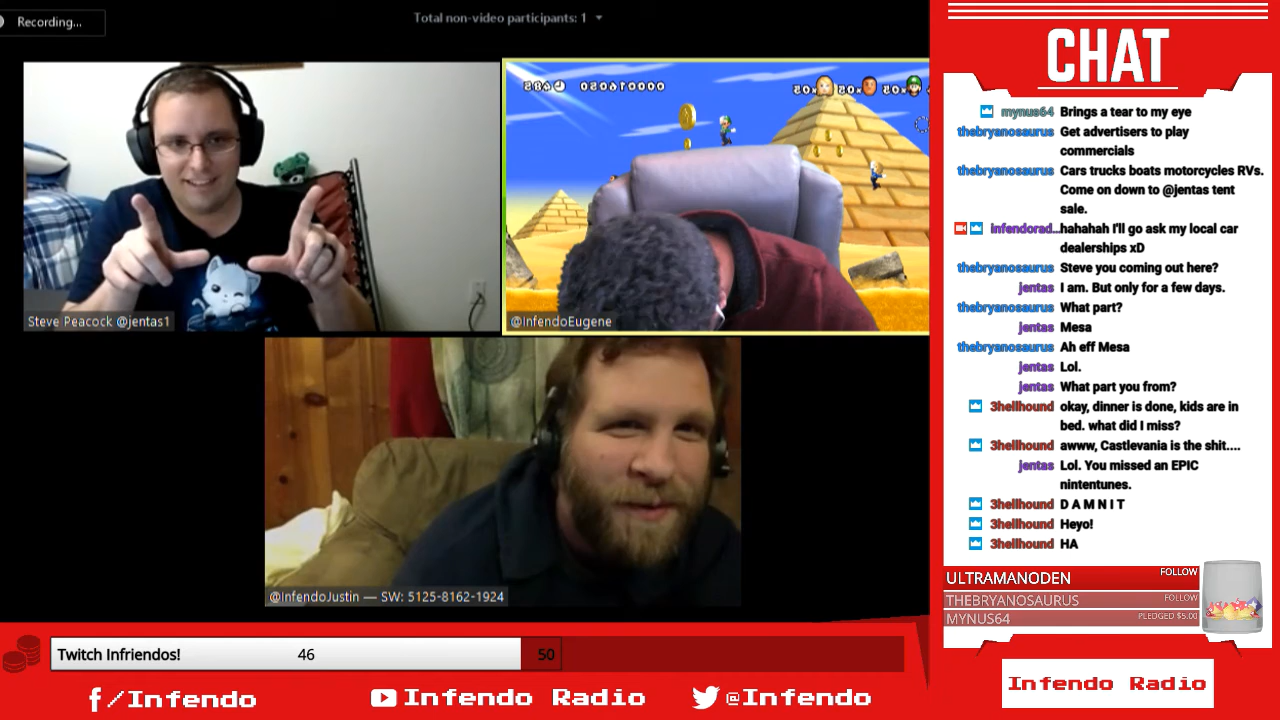 Recording...
Total non-video participants: 1
Steve Peacock @jentas1
@InfendoEugene
@InfendoJustin — SW: 5125-8162-1924
CHAT
mynus64 Brings a tear to my eye
thebryanosaurus Get advertisers to play
commercials
thebryanosaurus Cars trucks boats motorcycles RVs.
Come on down to @jentas tent
sale.
infendorad... hahahah I'll go ask my local car
dealerships xD
thebryanosaurus Steve you coming out here?
jentas I am. But only for a few days.
thebryanosaurus What part?
jentas Mesa
thebryanosaurus Ah eff Mesa
jentas Lol.
jentas What part you from?
3hellhound okay, dinner is done, kids are in
bed. what did I miss?
3hellhound awww, Castlevania is the shit....
jentas Lol. You missed an EPIC
nintentunes.
3hellhound D A M N I T
3hellhound Heyo!
3hellhound HA
ULTRAMANODEN FOLLOW
THEBRYANOSAURUS FOLLOW
MYNUS64 PLEDGED $5.00
Twitch Infriendos! 46 50
f/Infendo
Infendo Radio
@Infendo
Infendo Radio